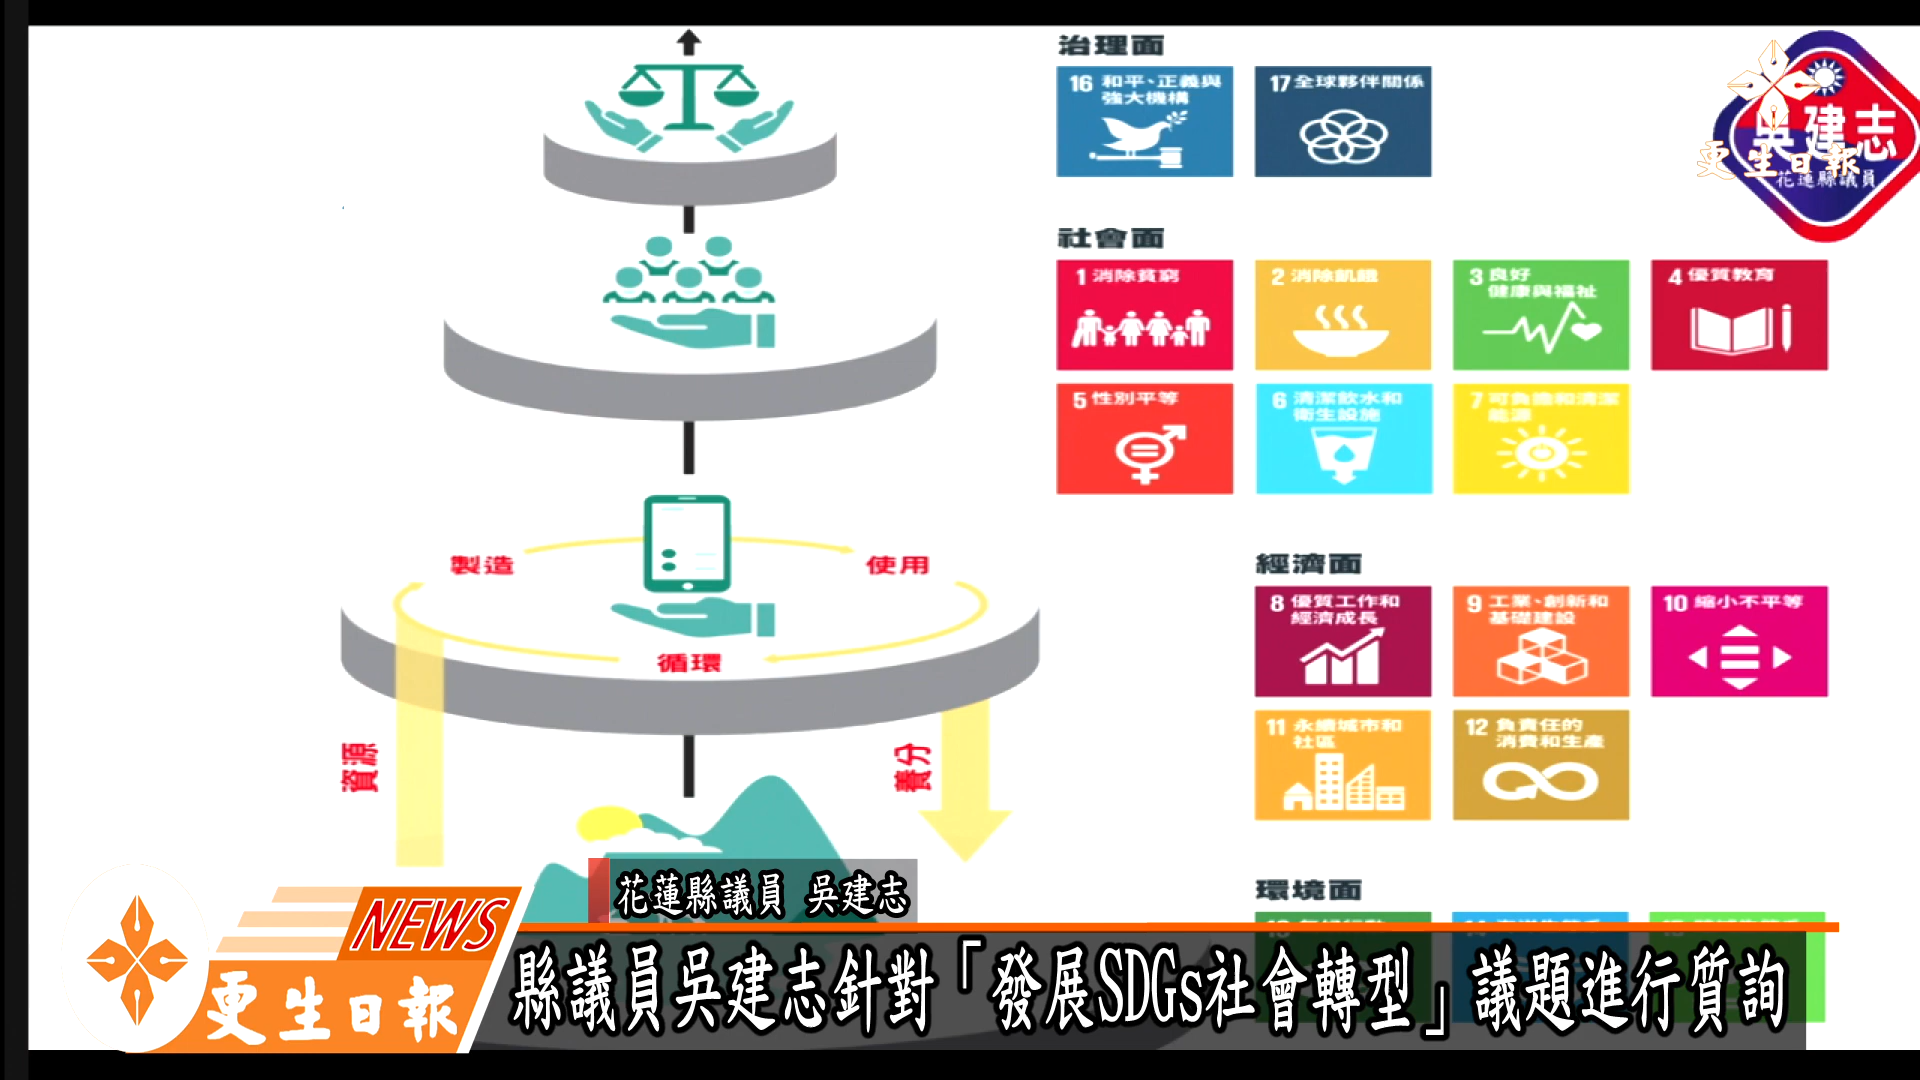 治理面
16 和平、正義與
強大機構
17 全球夥伴關係
吳建志
更生日報
花蓮縣議員
社會面
1 消除貧窮
2 消除飢餓
3 良好
健康與福祉
4 優質教育
5 性別平等
6 清潔飲水和
衛生設施
7 可負擔和清潔
能源
製造
使用
循環
資源
養分
經濟面
8 優質工作和
經濟成長
9 工業、創新和
基礎建設
10 縮小不平等
11 永續城市和
社區
12 負責任的
消費和生產
環境面
花蓮縣議員 吳建志
NEWS
更生日報
縣議員吳建志針對「發展SDGs社會轉型」議題進行質詢